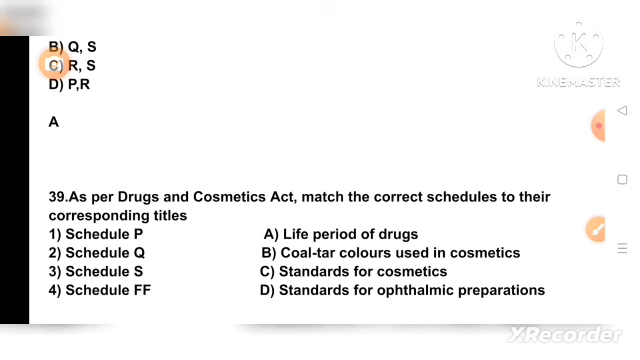 B) Q, S
C) R, S
D) P,R
A
39.As per Drugs and Cosmetics Act, match the correct schedules to their
corresponding titles
1) Schedule P A) Life period of drugs
2) Schedule Q B) Coal-tar colours used in cosmetics
3) Schedule S C) Standards for cosmetics
4) Schedule FF D) Standards for ophthalmic preparations
K
KINEMASTER
XRecorder